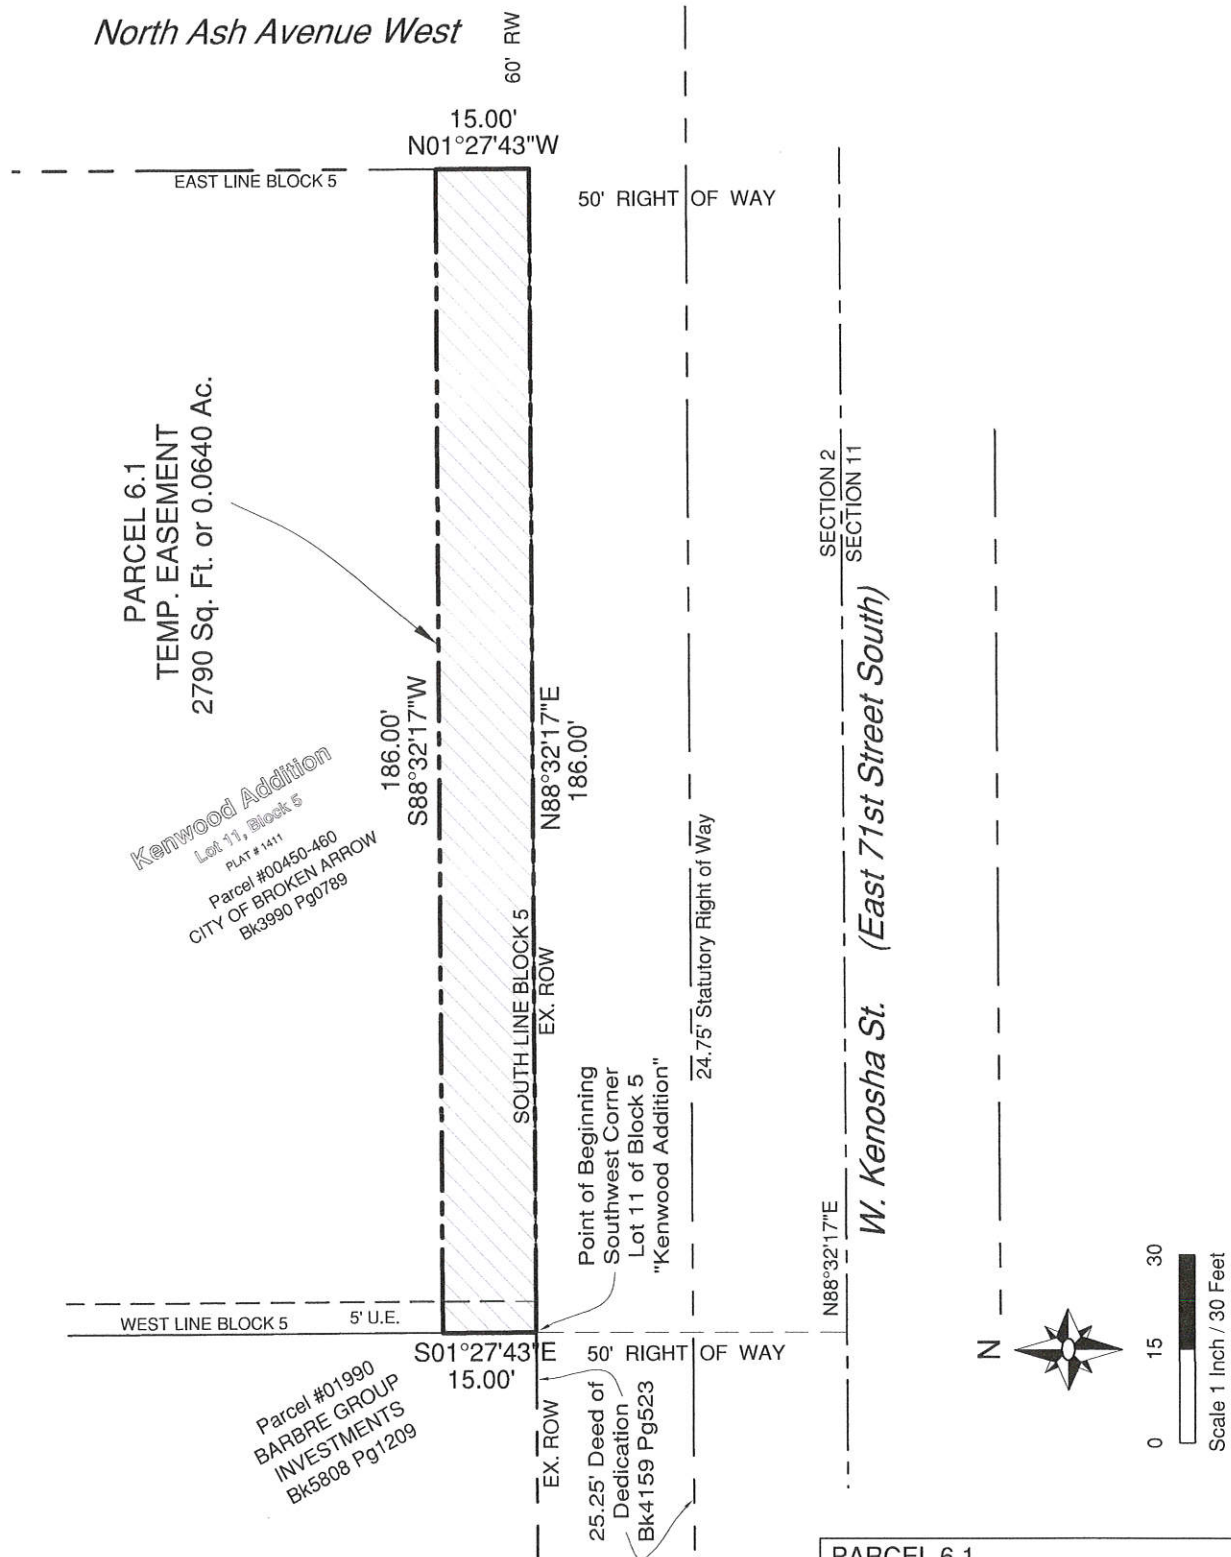 North Ash Avenue West
60' RW
15.00'
N01°27'43"W
EAST LINE BLOCK 5
50' RIGHT OF WAY
PARCEL 6.1
TEMP. EASEMENT
2790 Sq. Ft. or 0.0640 Ac.
186.00'
S88°32'17"W
N88°32'17"E
186.00'
SECTION 2
SECTION 11
Kenwood Addition
Lot 11, Block 5
PLAT # 1411
Parcel #00450-460
CITY OF BROKEN ARROW
Bk3990 Pg0789
SOUTH LINE BLOCK 5
EX. ROW
24.75' Statutory Right of Way
W. Kenosha St. (East 71st Street South)
Point of Beginning
Southwest Corner
Lot 11 of Block 5
"Kenwood Addition"
N88°32'17"E
WEST LINE BLOCK 5
5' U.E.
S01°27'43"E
15.00'
50' RIGHT OF WAY
Parcel #01990
BARBRE GROUP
INVESTMENTS
Bk5808 Pg1209
EX. ROW
25.25' Deed of
Dedication
Bk4159 Pg523
N
0 15 30
Scale 1 Inch / 30 Feet
PARCEL 6.1